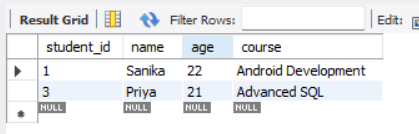 Result Grid Filter Rows: Edit:
student_id name age course
1 Sanika 22 Android Development
3 Priya 21 Advanced SQL
NULL NULL NULL NULL